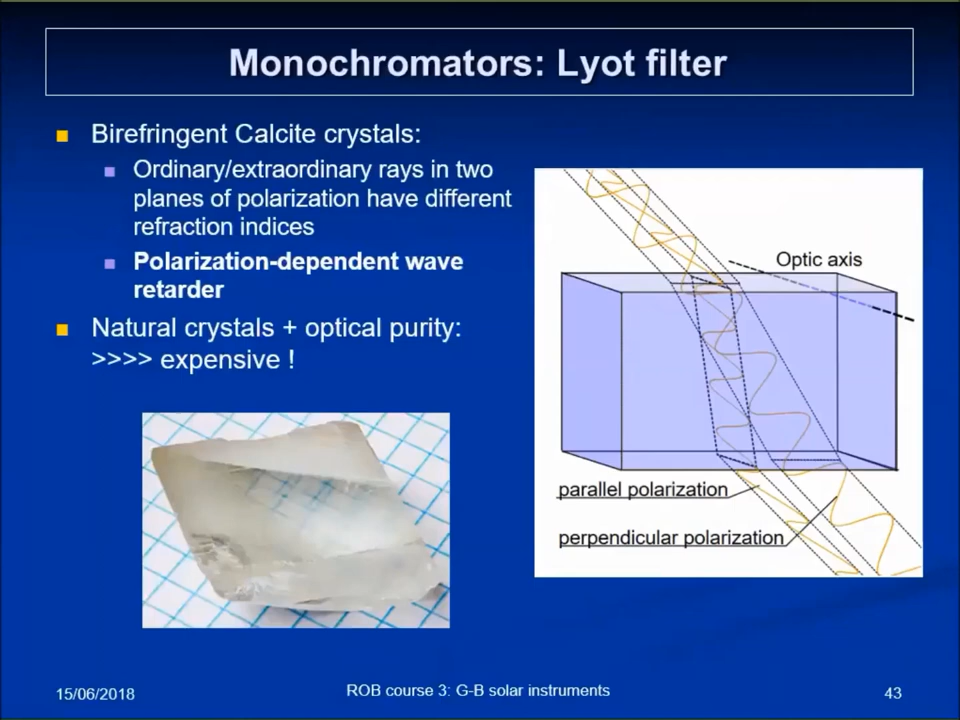 Monochromators: Lyot filter
Birefringent Calcite crystals:
Ordinary/extraordinary rays in two
planes of polarization have different
refraction indices
Polarization-dependent wave
retarder
Natural crystals + optical purity:
>>>> expensive !
Optic axis
parallel polarization
perpendicular polarization
15/06/2018
ROB course 3: G-B solar instruments
43